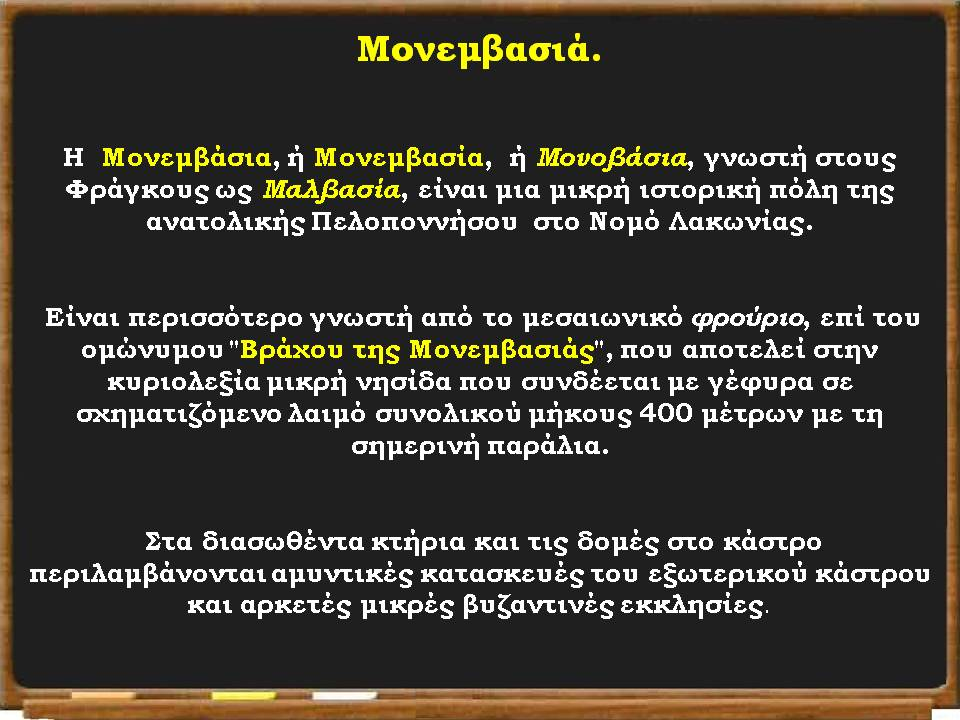 Μονεμβασιά.
Η  Μονεμβάσια, ή Μονεμβασία,  ή Μονοβάσια, γνωστή στους
Φράγκους ως Μαλβασία, είναι μια μικρή ιστορική πόλη της
ανατολικής Πελοποννήσου  στο Νομό Λακωνίας.
Είναι περισσότερο γνωστή από το μεσαιωνικό φρούριο, επί του
ομώνυμου "Βράχου της Μονεμβασιάς", που αποτελεί στην
κυριολεξία μικρή νησίδα που συνδέεται με γέφυρα σε
σχηματιζόμενο λαιμό συνολικού μήκους 400 μέτρων με τη
σημερινή παράλια.
Στα διασωθέντα κτήρια και τις δομές στο κάστρο
περιλαμβάνονται αμυντικές κατασκευές του εξωτερικού κάστρου
και αρκετές μικρές βυζαντινές εκκλησίες.